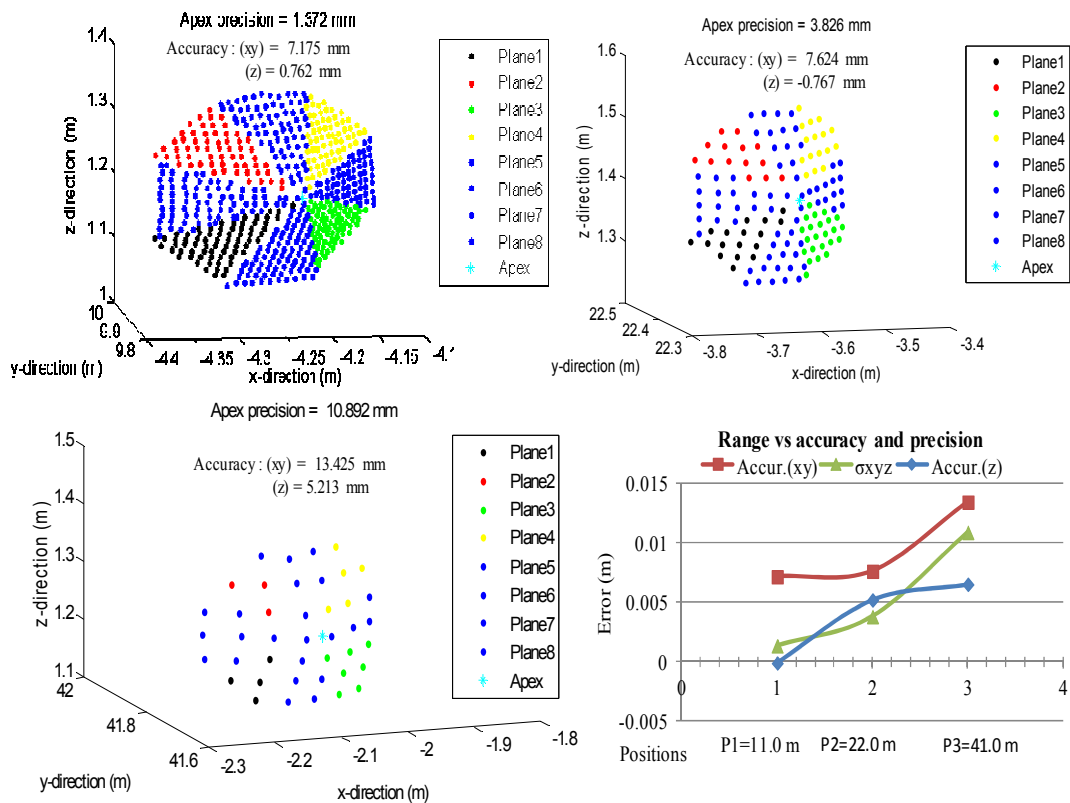 Apex precision = 1.372 mm
Accuracy : (xy) = 7.175 mm
(z) = 0.762 mm
1.4
1.3
1.2
1.1
1
z-direction (m)
10
9.8
y-direction (m)
-4.35
-4.3
-4.25
-4.2
-4.15
x-direction (m)
Plane1
Plane2
Plane3
Plane4
Plane5
Plane6
Plane7
Plane8
Apex
Apex precision = 3.826 mm
Accuracy : (xy) = 7.624 mm
(z) = -0.767 mm
1.6
1.5
1.4
1.3
1.2
z-direction (m)
22.5
22.4
22.3
y-direction (m)
-3.8
-3.7
-3.6
-3.5
-3.4
x-direction (m)
Plane1
Plane2
Plane3
Plane4
Plane5
Plane6
Plane7
Plane8
Apex
Apex precision = 10.892 mm
Accuracy : (xy) = 13.425 mm
(z) = 5.213 mm
1.5
1.4
1.3
1.2
1.1
z-direction (m)
42
41.8
41.6
y-direction (m)
-2.3
-2.2
-2.1
-2
-1.9
-1.8
x-direction (m)
Plane1
Plane2
Plane3
Plane4
Plane5
Plane6
Plane7
Plane8
Apex
Range vs accuracy and precision
Accur.(xy) σxyz Accur.(z)
0.015
0.01
0.005
0
-0.005
Error (m)
0 1 2 3 4
Positions P1=11.0 m P2=22.0 m P3=41.0 m